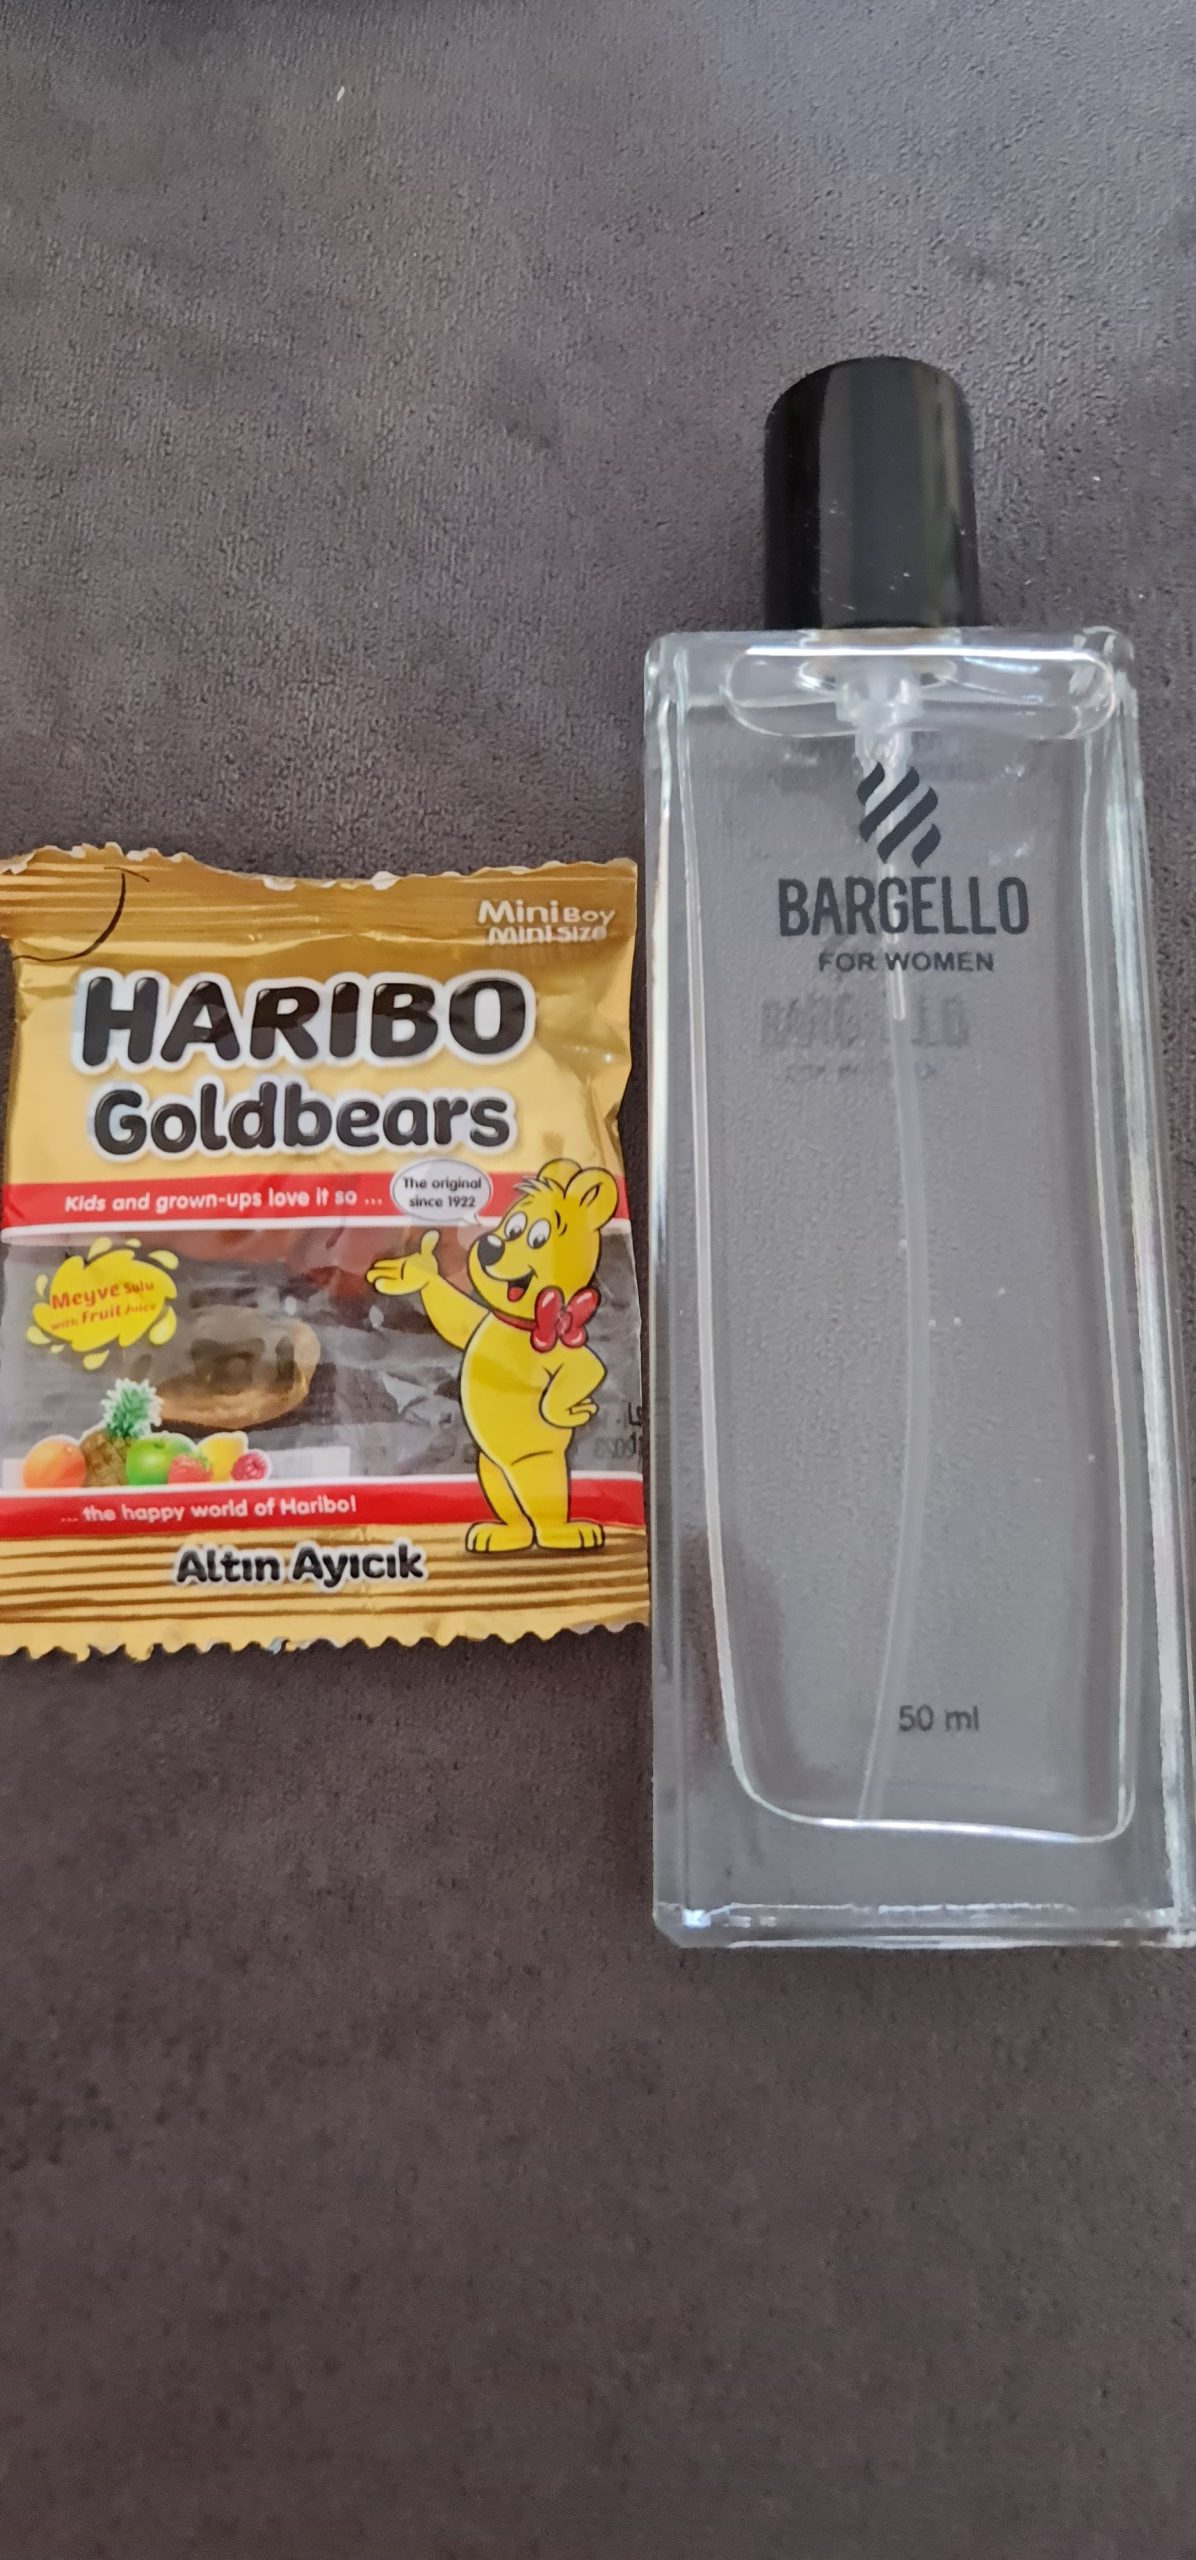 Mini Boy
Mini Size
HARIBO
Goldbears
Kids and grown-ups love it so ...
The original
since 1922
Meyve Sulu
with Fruit Juice
... the happy world of Haribo!
Altın Ayıcık
BARGELLO
FOR WOMEN
50 ml